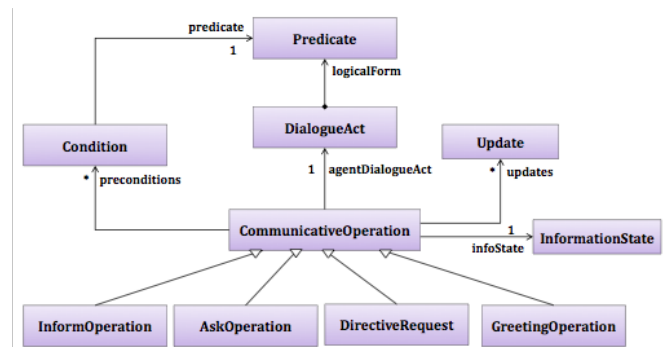 predicate
1
Predicate
logicalForm
Condition
DialogueAct
Update
* preconditions
1 agentDialogueAct
* updates
CommunicativeOperation
1
infoState
InformationState
InformOperation
AskOperation
DirectiveRequest
GreetingOperation